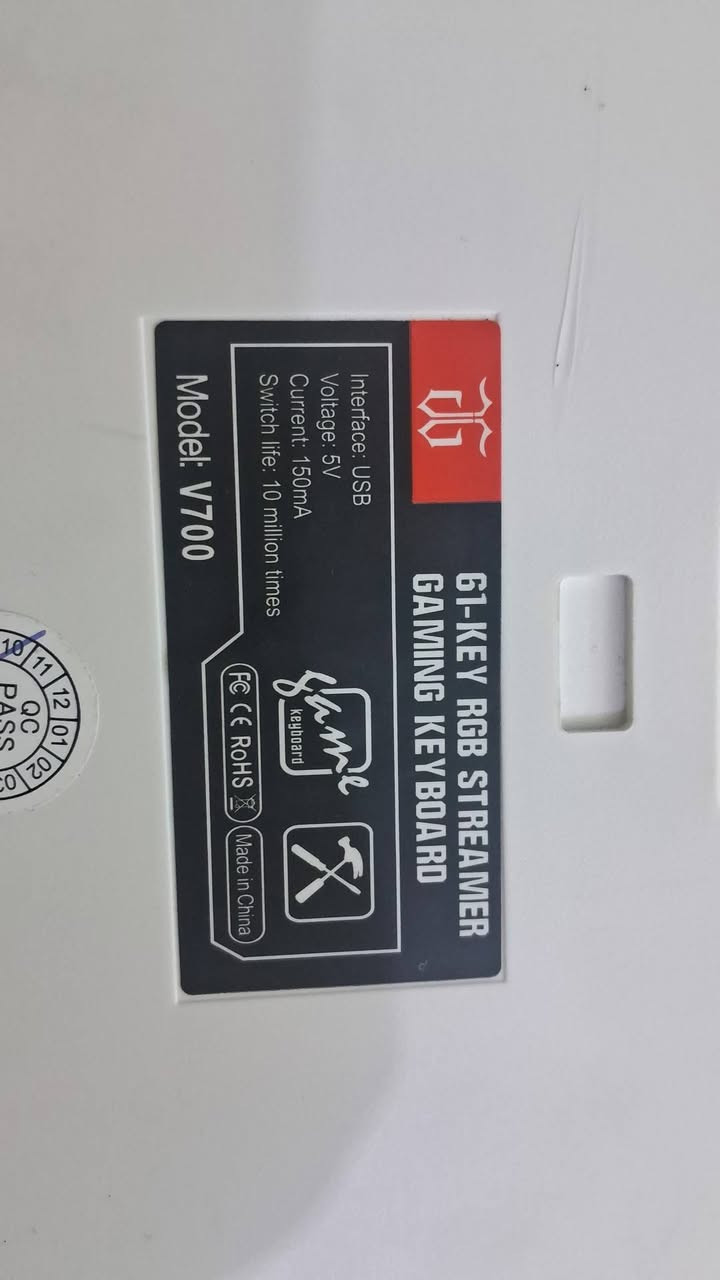 61-KEY RGB STREAMER
GAMING KEYBOARD
Interface: USB
Voltage: 5V
Current: 150mA
Switch life: 10 million times
game
keyboard
FC CE RoHS
Made in China
Model: V700
10 11 12 01 02 03
QC
PASS